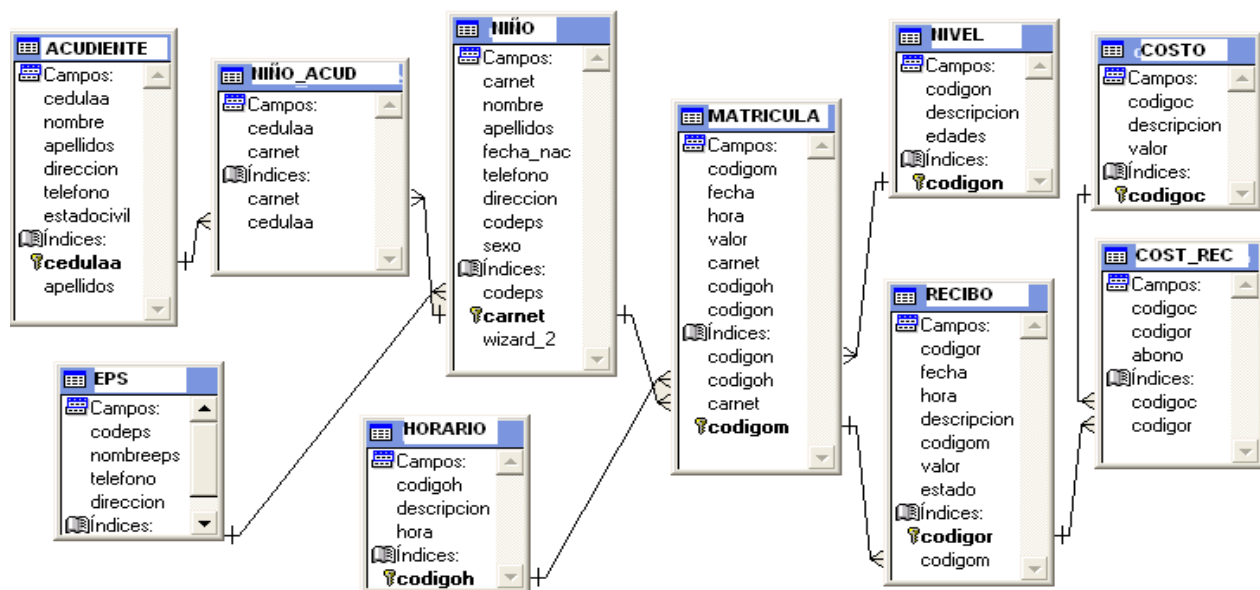 ACUDIENTE
Campos:
cedulaa
nombre
apellidos
direccion
telefono
estadocivil
Índices:
cedulaa
apellidos
NIÑO_ACUD
Campos:
cedulaa
carnet
Índices:
carnet
cedulaa
NIÑO
Campos:
carnet
nombre
apellidos
fecha_nac
telefono
direccion
codeps
sexo
Índices:
codeps
carnet
wizard_2
MATRICULA
Campos:
codigom
fecha
hora
valor
carnet
codigoh
codigon
Índices:
codigon
codigoh
carnet
codigom
NIVEL
Campos:
codigon
descripcion
edades
Índices:
codigon
COSTO
Campos:
codigoc
descripcion
valor
Índices:
codigoc
EPS
Campos:
codeps
nombreeps
telefono
direccion
Índices:
HORARIO
Campos:
codigoh
descripcion
hora
Índices:
codigoh
RECIBO
Campos:
codigor
fecha
hora
descripcion
codigom
valor
estado
Índices:
codigor
codigom
COST_REC
Campos:
codigoc
codigor
abono
Índices:
codigoc
codigor